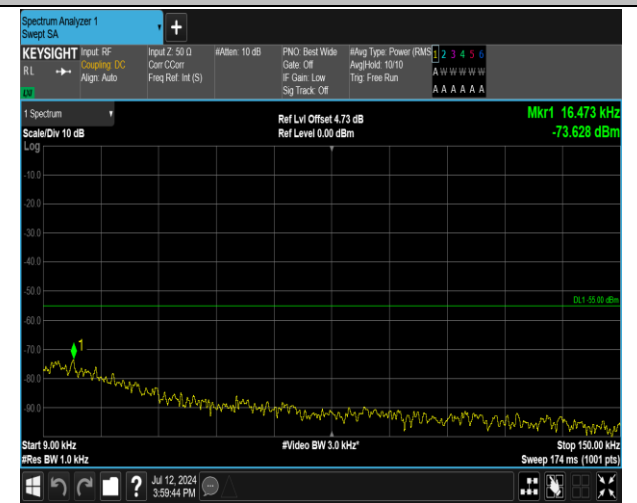 Spectrum Analyzer 1
Swept SA
+
KEYSIGHT Input: RF Input Z: 50 Ω #Atten: 10 dB PNO: Best Wide #Avg Type: Power (RMS 1 2 3 4 5 6
RL Coupling: DC Corr CCorr Gate: Off Avg|Hold: 10/10 A W W W W W
Align: Auto Freq Ref: Int (S) IF Gain: Low Trig: Free Run
Sig Track: Off A A A A A A
1 Spectrum Ref Lvl Offset 4.73 dB Mkr1 16.473 kHz
Scale/Div 10 dB Ref Level 0.00 dBm -73.628 dBm
Log
-10.0
-20.0
-30.0
-40.0
-50.0
DL1 -55.00 dBm
-60.0
-70.0
1
-80.0
-90.0
Start 9.00 kHz #Video BW 3.0 kHz* Stop 150.00 kHz
#Res BW 1.0 kHz Sweep 174 ms (1001 pts)
? Jul 12, 2024
3:59:44 PM